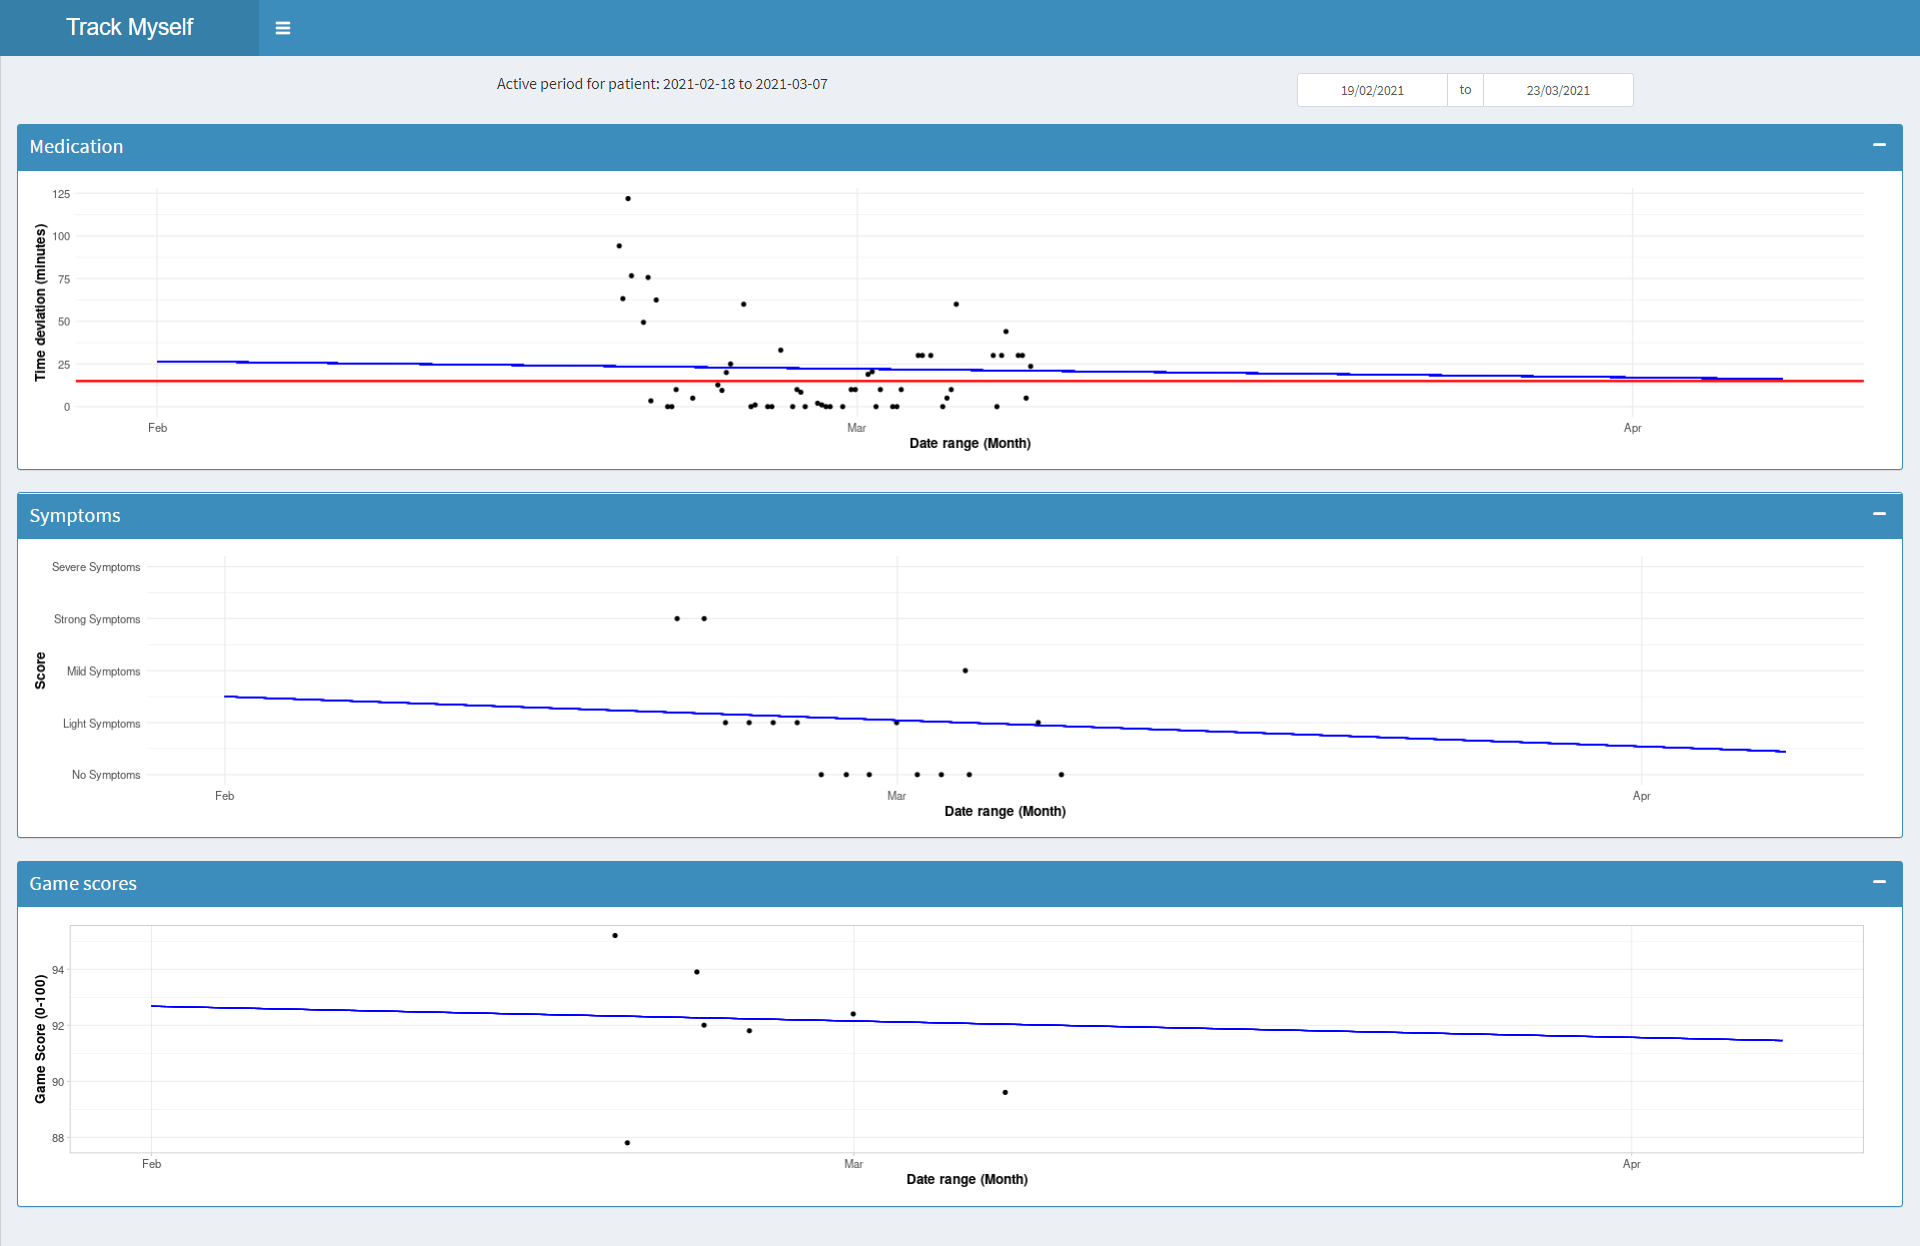 Track Myself
Active period for patient: 2021-02-18 to 2021-03-07
19/02/2021 to 23/03/2021
Medication
Time deviation (minutes)
125
100
75
50
25
0
Feb Mar Apr
Date range (Month)
Symptoms
Score
Severe Symptoms
Strong Symptoms
Mild Symptoms
Light Symptoms
No Symptoms
Feb Mar Apr
Date range (Month)
Game scores
Game Score (0-100)
94
92
90
88
Feb Mar Apr
Date range (Month)